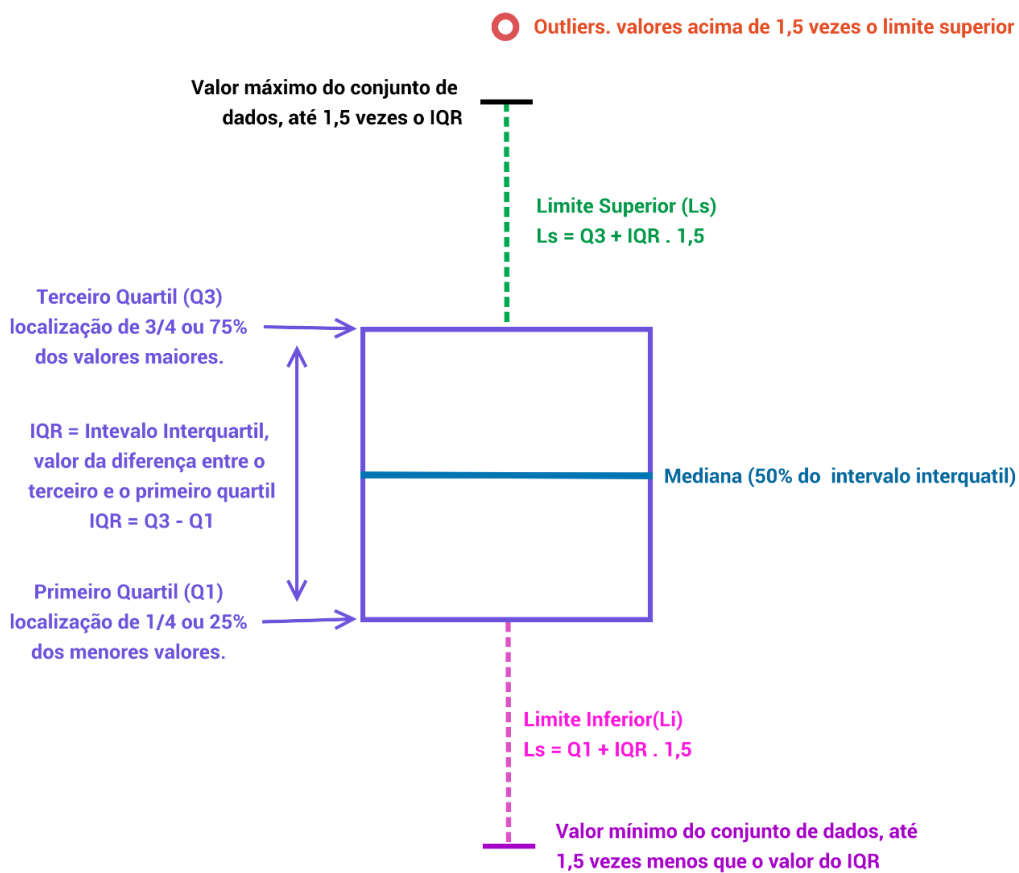 Outliers. valores acima de 1,5 vezes o limite superior
Valor máximo do conjunto de
dados, até 1,5 vezes o IQR
Limite Superior (Ls)
Ls = Q3 + IQR . 1,5
Terceiro Quartil (Q3)
localização de 3/4 ou 75%
dos valores maiores.
IQR = Intevalo Interquartil,
valor da diferença entre o
terceiro e o primeiro quartil
IQR = Q3 - Q1
Mediana (50% do intervalo interquatil)
Primeiro Quartil (Q1)
localização de 1/4 ou 25%
dos menores valores.
Limite Inferior(Li)
Ls = Q1 + IQR . 1,5
Valor mínimo do conjunto de dados, até
1,5 vezes menos que o valor do IQR